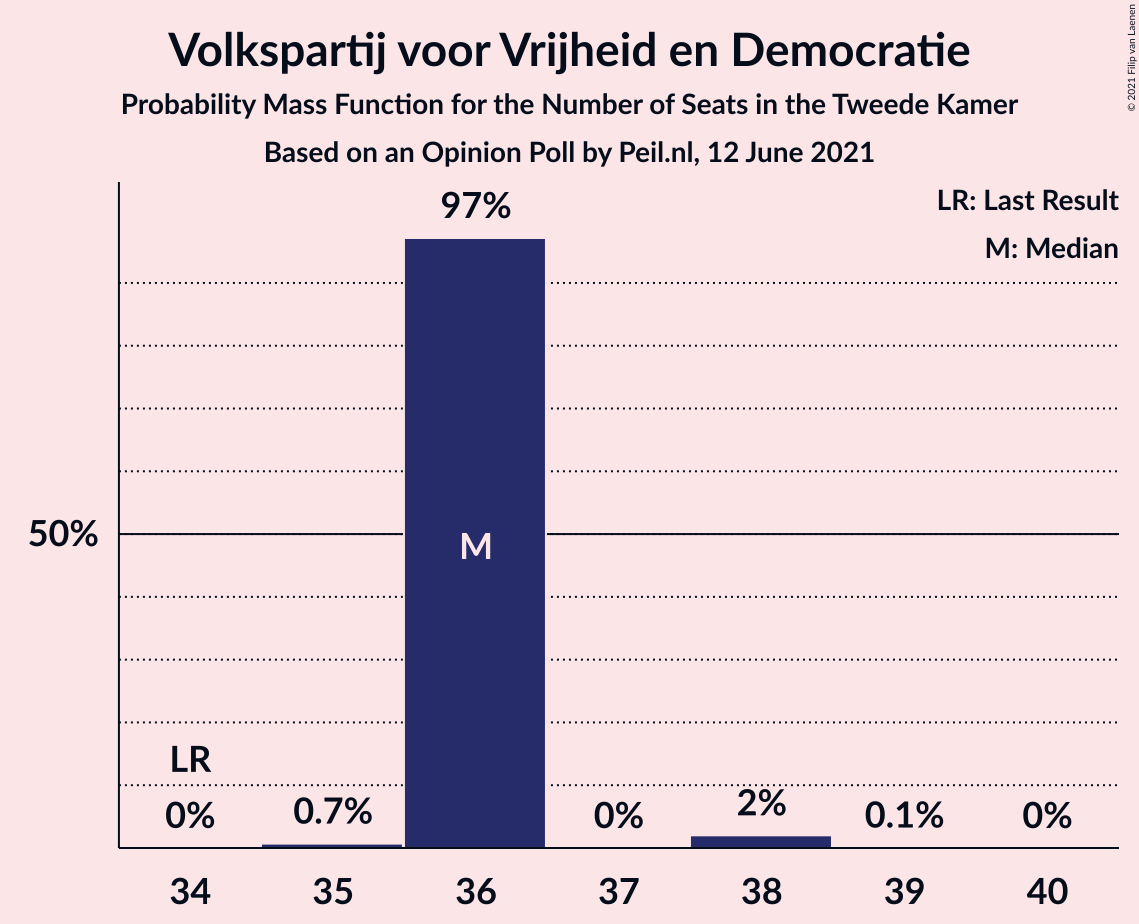 Volkspartij voor Vrijheid en Democratie
Probability Mass Function for the Number of Seats in the Tweede Kamer
Based on an Opinion Poll by Peil.nl, 12 June 2021
© 2021 Filip van Laenen
LR: Last Result
M: Median
97%
50%
M
LR
0%
0.7%
0%
2%
0.1%
0%
34
35
36
37
38
39
40